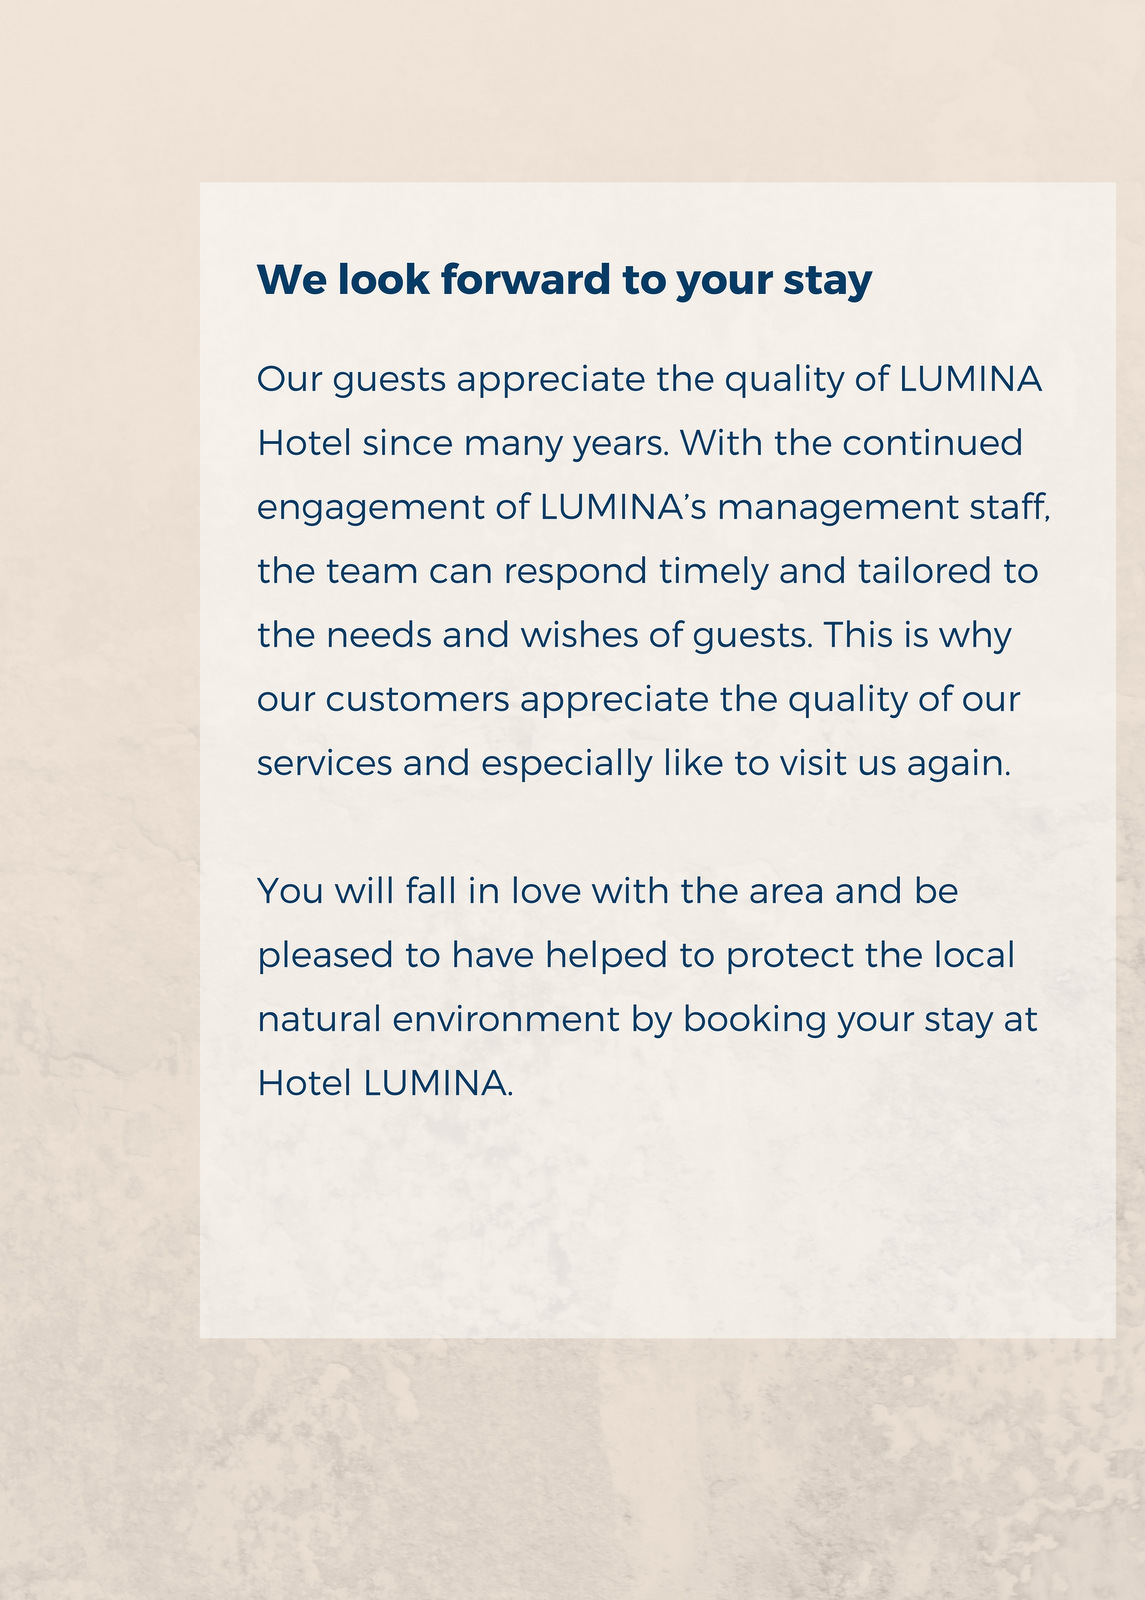 We look forward to your stay
Our guests appreciate the quality of LUMINA
Hotel since many years. With the continued
engagement of LUMINA’s management staff,
the team can respond timely and tailored to
the needs and wishes of guests. This is why
our customers appreciate the quality of our
services and especially like to visit us again.
You will fall in love with the area and be
pleased to have helped to protect the local
natural environment by booking your stay at
Hotel LUMINA.